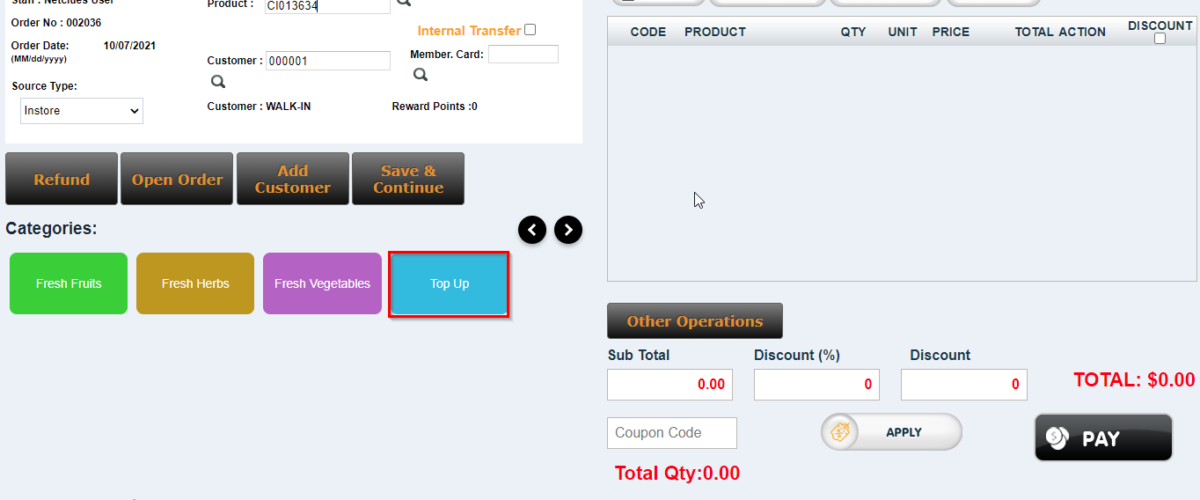 Staff : Netcides User
Product : CI013634
Order No : 002036
Internal Transfer
Order Date: 10/07/2021
(MM/dd/yyyy)
Customer : 000001
Member. Card:
Source Type:
Instore
Customer : WALK-IN
Reward Points :0
Refund
Open Order
Add Customer
Save & Continue
Categories:
Fresh Fruits
Fresh Herbs
Fresh Vegetables
Top Up
CODE PRODUCT QTY UNIT PRICE TOTAL ACTION DISCOUNT
Other Operations
Sub Total
Discount (%)
Discount
0.00
0
0
TOTAL: $0.00
Coupon Code
APPLY
PAY
Total Qty:0.00